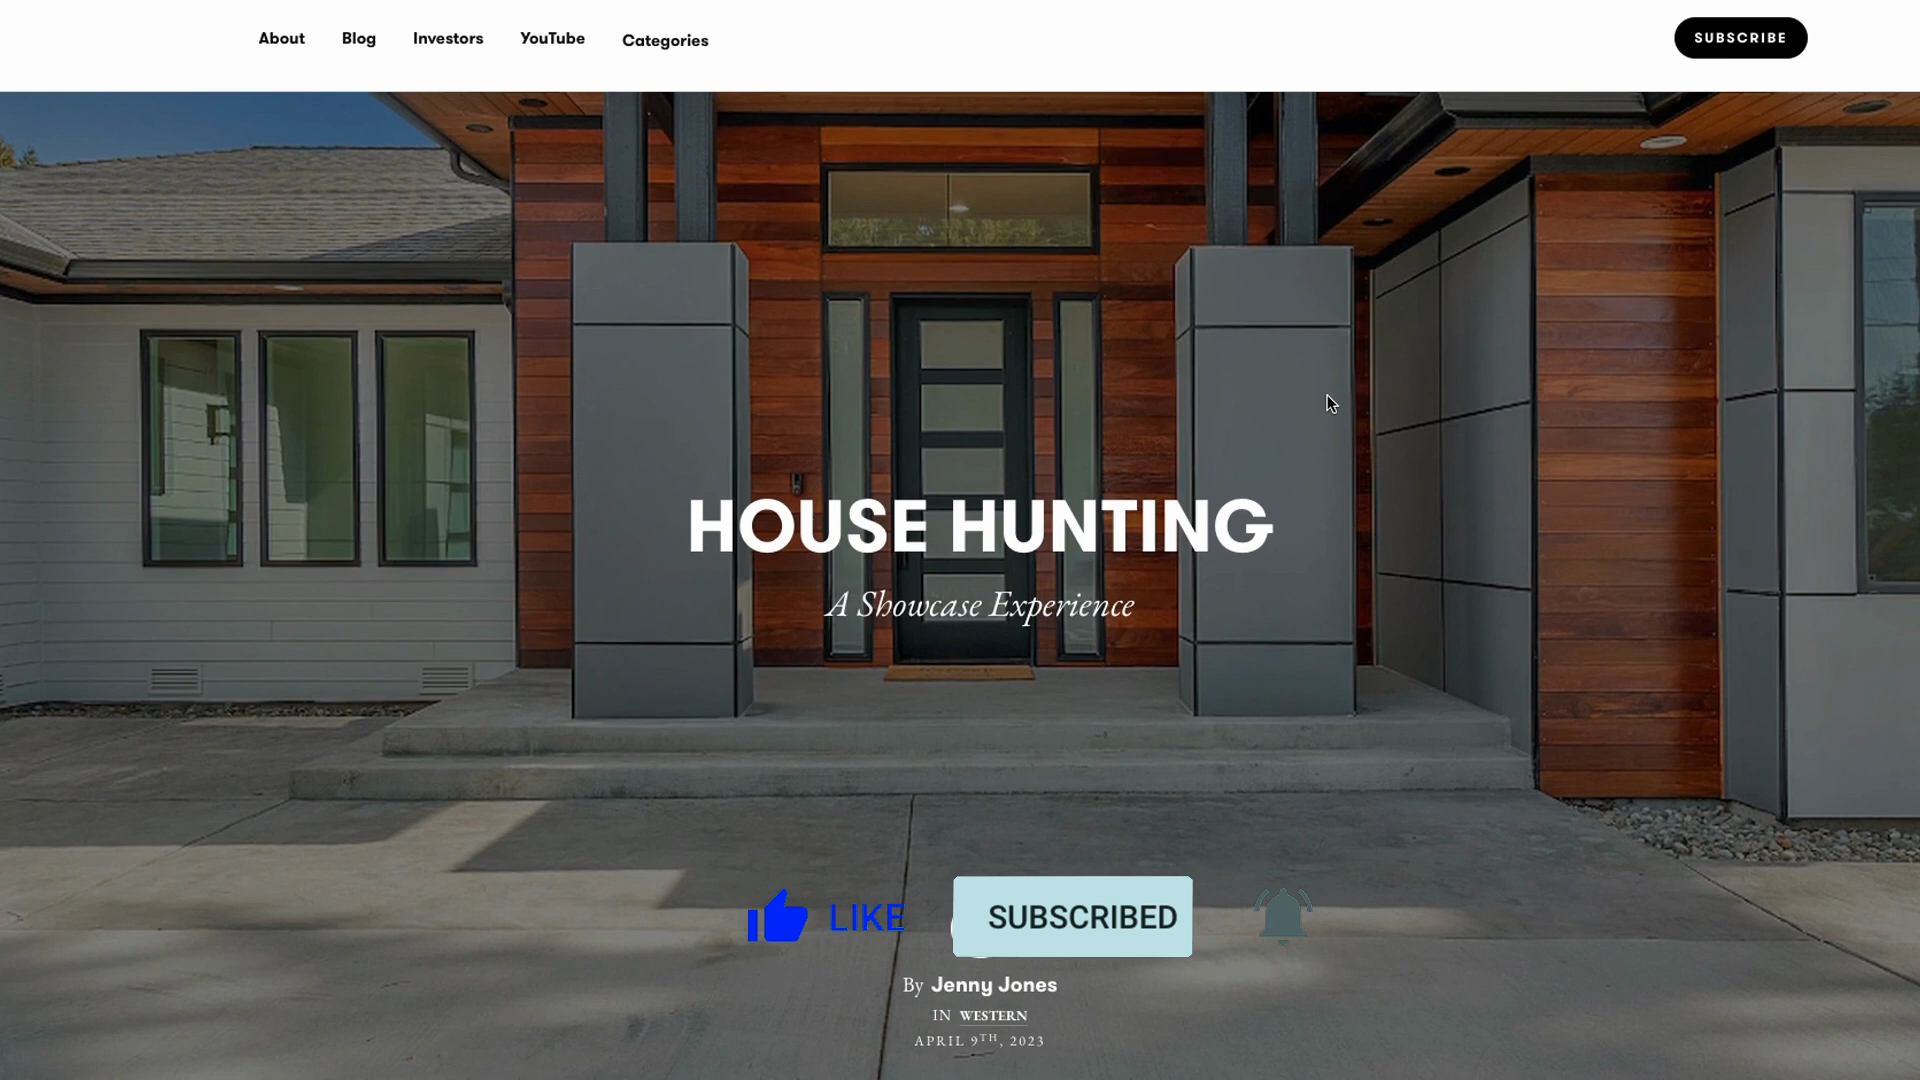 About Blog Investors YouTube Categories SUBSCRIBE
HOUSE HUNTING
A Showcase Experience
LIKE SUBSCRIBED
By Jenny Jones
IN WESTERN
APRIL 9TH, 2023